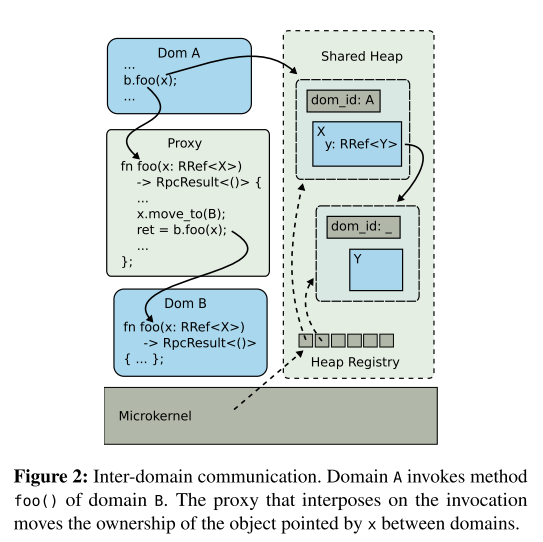 Dom A
...
b.foo(x);
...
Proxy
fn foo(x: RRef<X>)
-> RpcResult<()> {
...
x.move_to(B);
ret = b.foo(x);
...
};
Dom B
fn foo(x: RRef<X>)
-> RpcResult<()>
{ ... };
Shared Heap
dom_id: A
X
y: RRef<Y>
dom_id: _
Y
Heap Registry
Microkernel
Figure 2: Inter-domain communication. Domain A invokes method
foo() of domain B. The proxy that interposes on the invocation
moves the ownership of the object pointed by x between domains.